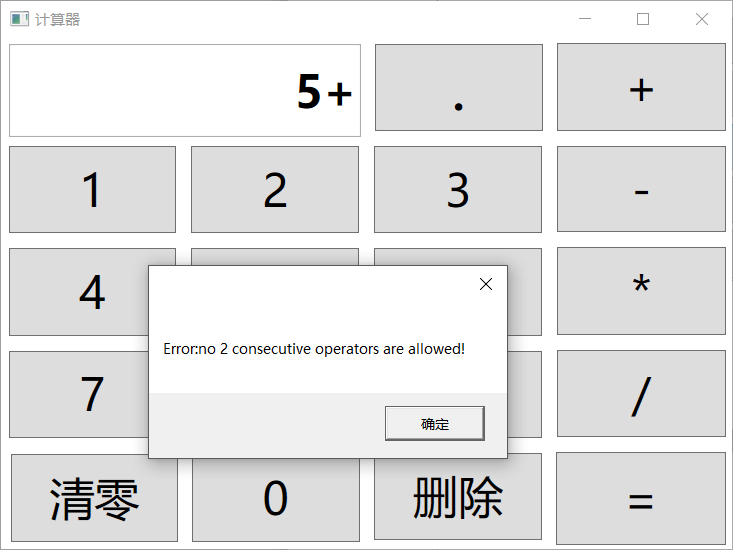 计算器
5+
.
+
1
2
3
-
4
*
Error:no 2 consecutive operators are allowed!
7
/
确定
清零
0
删除
=